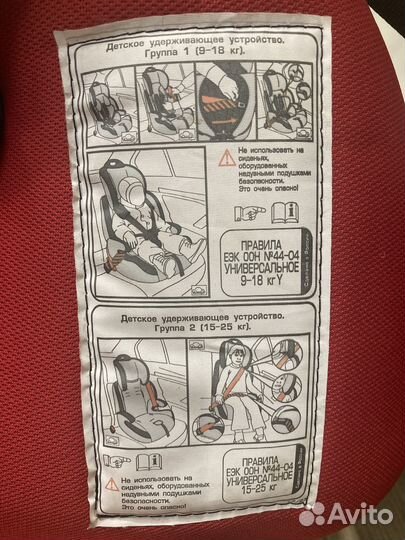 Детское удерживающее устройство.
Группа 1 (9-18 кг).
Не использовать на
сиденьях,
оборудованных
надувными подушками
безопасности.
Это очень опасно!
i
ПРАВИЛА
ЕЭК ООН №44-04
УНИВЕРСАЛЬНОЕ
9-18 кг Y
Сделано в России
Детское удерживающее устройство.
Группа 2 (15-25 кг).
i
Не использовать на
сиденьях, оборудованных
надувными подушками
безопасности.
Это очень опасно!
ПРАВИЛА
ЕЭК ООН №44-04
УНИВЕРСАЛЬНОЕ
15-25 кг
Avito